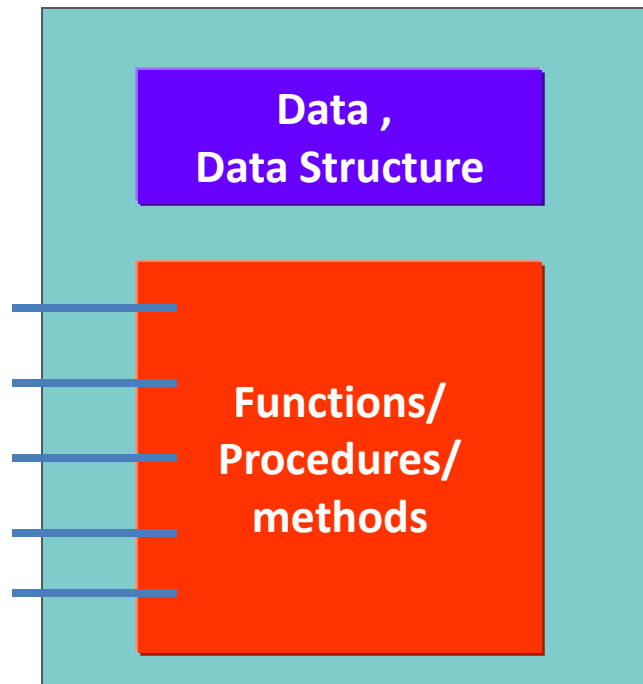 Data ,
Data Structure
Functions/
Procedures/
methods